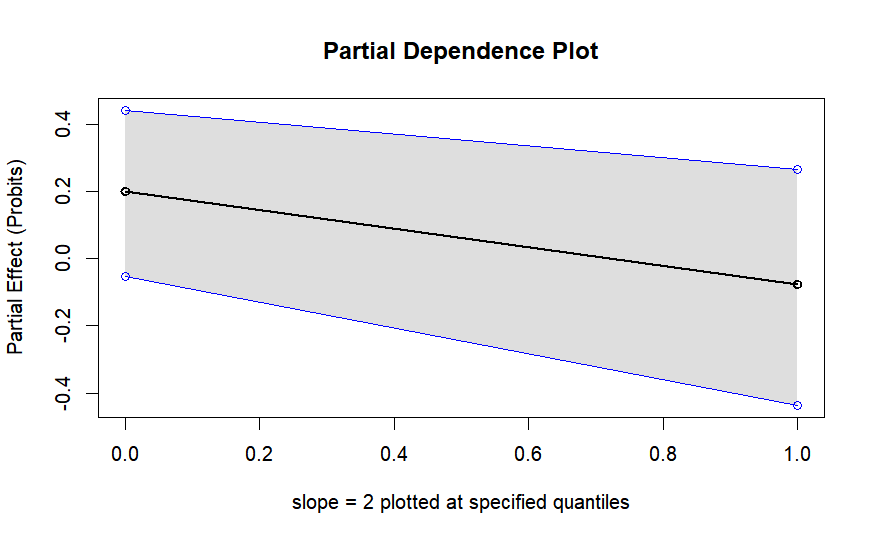 Partial Dependence Plot
Partial Effect (Probits)
0.4
0.2
0.0
-0.2
-0.4
0.0 0.2 0.4 0.6 0.8 1.0
slope = 2 plotted at specified quantiles